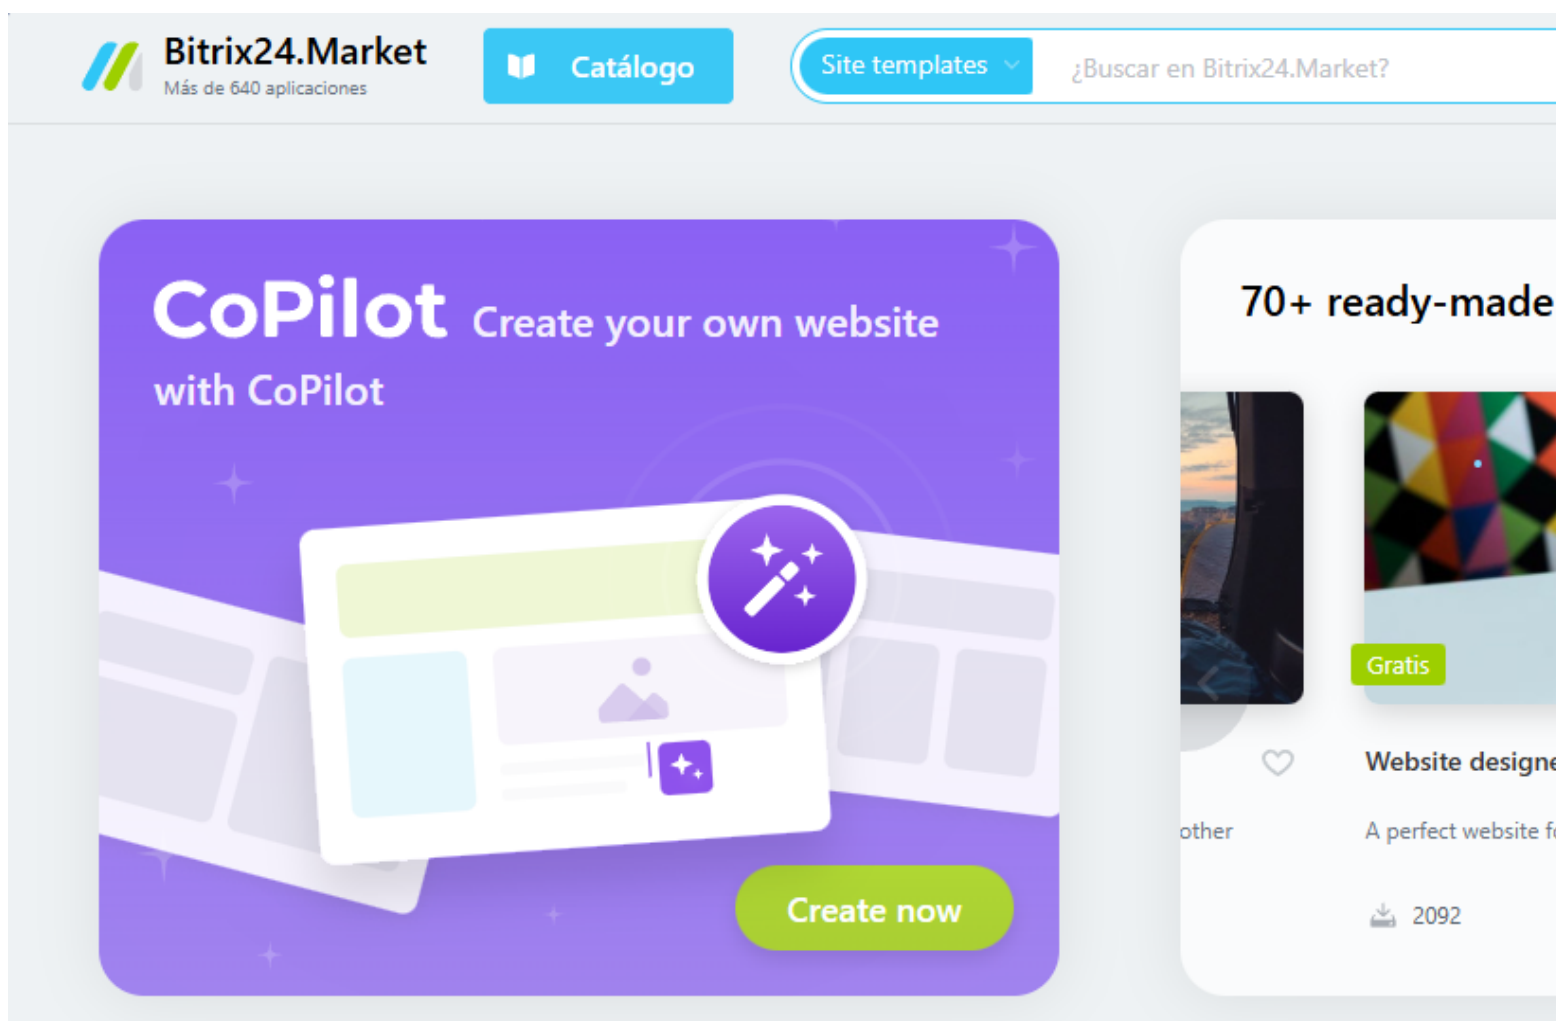 Bitrix24.Market
Más de 640 aplicaciones
Catálogo
Site templates
¿Buscar en Bitrix24.Market?
CoPilot Create your own website
with CoPilot
Create now
70+ ready-made
Gratis
Website designe
other
A perfect website fo
2092